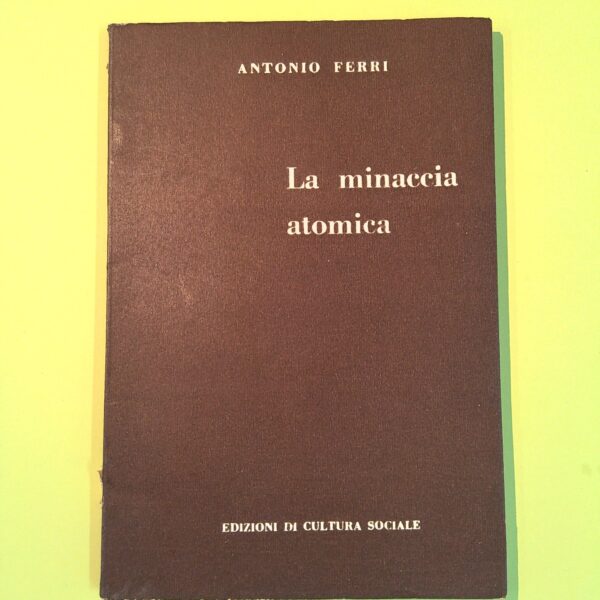 ANTONIO FERRI
La minaccia
atomica
EDIZIONI DI CULTURA SOCIALE